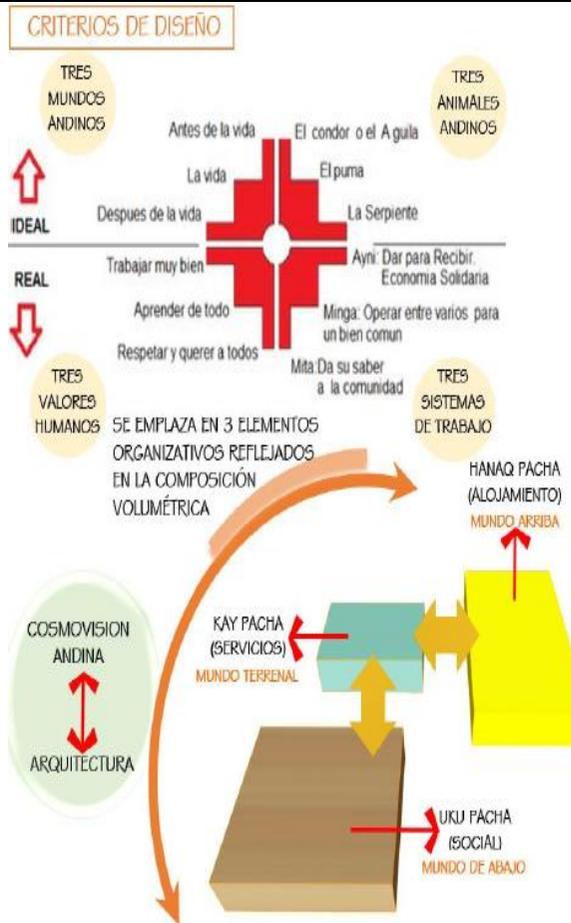 CRITERIOS DE DISEÑO
TRES
MUNDOS
ANDINOS
TRES
ANIMALES
ANDINOS
Antes de la vida
La vida
Despues de la vida
El condor o el A guila
El puma
La Serpiente
IDEAL
REAL
Trabajar muy bien
Aprender de todo
Respetar y querer a todos
Ayni: Dar para Recibir.
Economia Solidaria
Minga: Operar entre varios para
un bien comun
Mita:Da su saber
a la comunidad
TRES
VALORES
HUMANOS
TRES
SISTEMAS
DE TRABAJO
SE EMPLAZA EN 3 ELEMENTOS
ORGANIZATIVOS REFLEJADOS
EN LA COMPOSICIÓN
VOLUMÉTRICA
HANAQ PACHA
(ALOJAMIENTO)
MUNDO ARRIBA
COSMOVISION
ANDINA
ARQUITECTURA
KAY PACHA
(SERVICIOS)
MUNDO TERRENAL
UKU PACHA
(SOCIAL)
MUNDO DE ABAJO